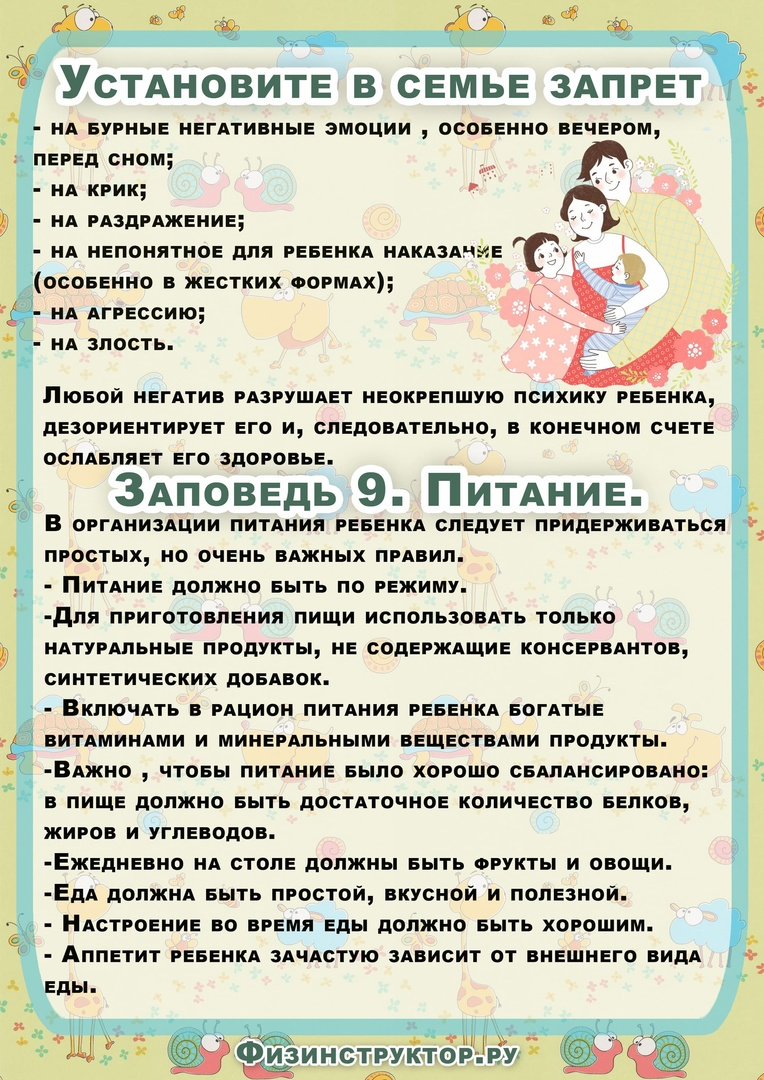 Установите в семье запрет
- на бурные негативные эмоции , особенно вечером,
перед сном;
- на крик;
- на раздражение;
- на непонятное для ребенка наказание
(особенно в жестких формах);
- на агрессию;
- на злость.
Любой негатив разрушает неокрепшую психику ребенка,
дезориентирует его и, следовательно, в конечном счете
ослабляет его здоровье.
Заповедь 9. Питание.
В организации питания ребенка следует придерживаться
простых, но очень важных правил.
- Питание должно быть по режиму.
-Для приготовления пищи использовать только
натуральные продукты, не содержащие консервантов,
синтетических добавок.
- Включать в рацион питания ребенка богатые
витаминами и минеральными веществами продукты.
-Важно , чтобы питание было хорошо сбалансировано:
в пище должно быть достаточное количество белков,
жиров и углеводов.
-Ежедневно на столе должны быть фрукты и овощи.
-Еда должна быть простой, вкусной и полезной.
- Настроение во время еды должно быть хорошим.
- Аппетит ребенка зачастую зависит от внешнего вида
еды.
Физинструктор.ру